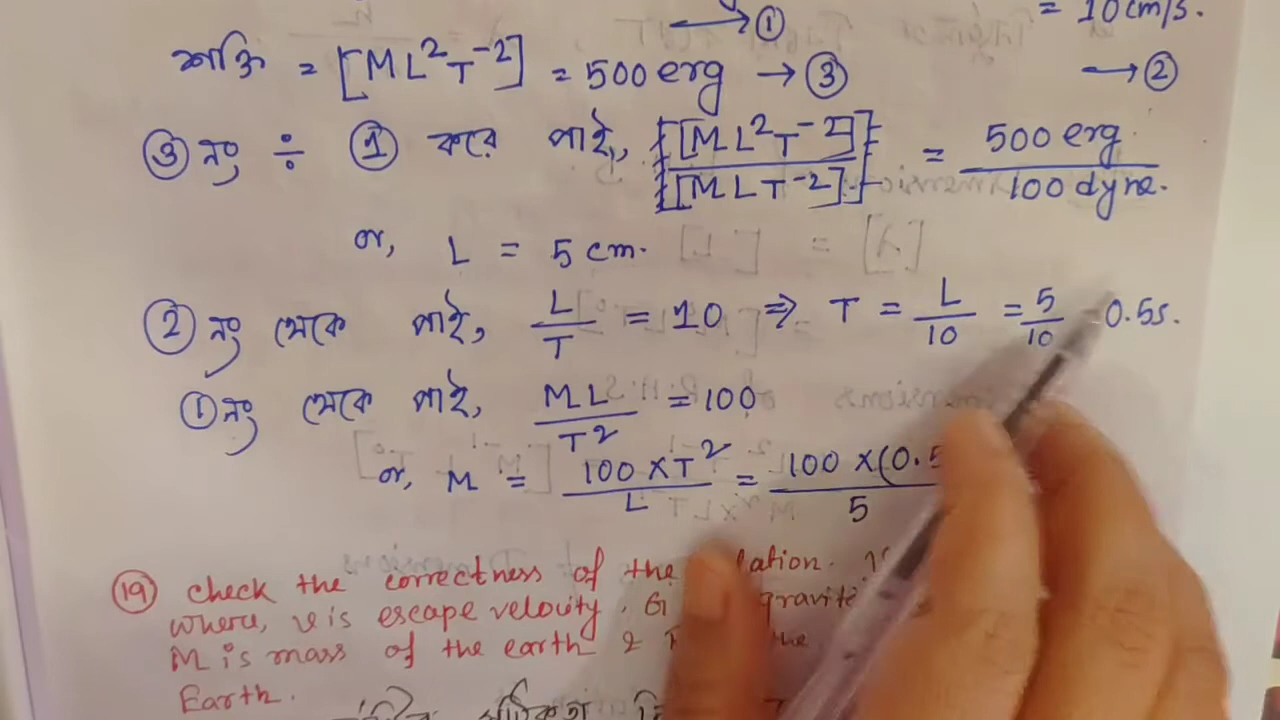 = 10 cm/s.
→ ①
শক্তি = [ML²T⁻²] = 500 erg → ③
→ ②
③ নং ÷ ① করে পাই, [ML²T⁻²] / [MLT⁻²] = 500 erg / 100 dyne.
or, L = 5 cm.
② নং থেকে পাই, L/T = 10 ⇒ T = L/10 = 5/10 0.5s.
① নং থেকে পাই, ML/T² = 100
or, M = 100 × T² / L = 100 × (0.5 / 5
⑲ check the correctness of the
where, v is escape velocity, G
M is mass of the earth & the
Earth.